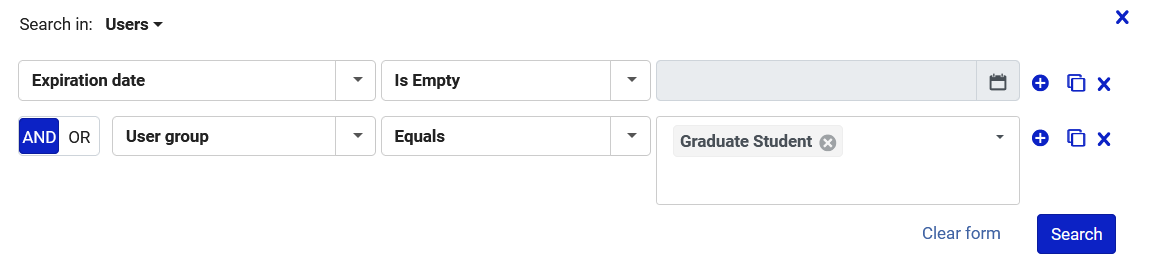 Search in: Users
Expiration date Is Empty
AND OR User group Equals Graduate Student
Clear form Search